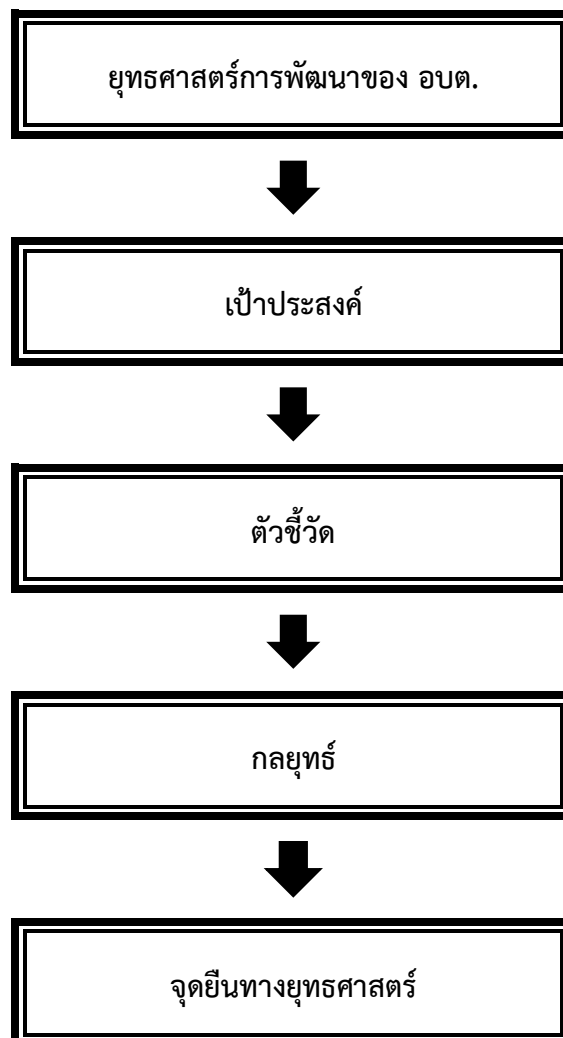 ยุทธศาสตร์การพัฒนาของ อบต.
เป้าประสงค์
ตัวชี้วัด
กลยุทธ์
จุดยืนทางยุทธศาสตร์